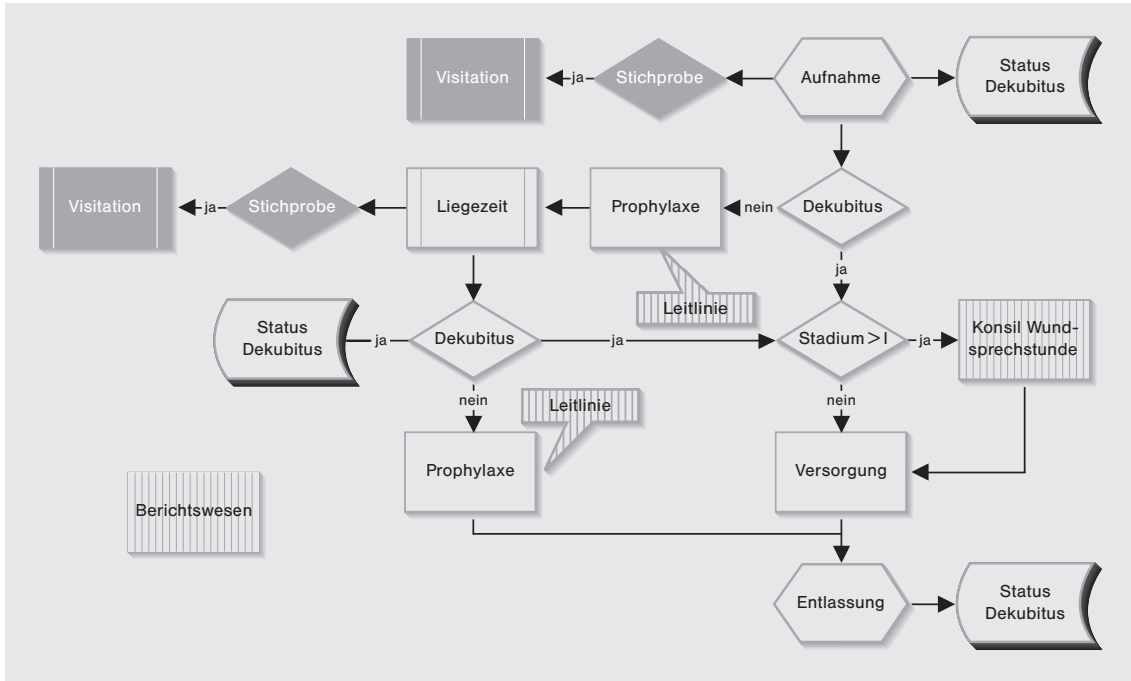 Visitation
ja
Stichprobe
Aufnahme
Status
Dekubitus
Visitation
ja
Stichprobe
Liegezeit
Prophylaxe
nein
Dekubitus
ja
Leitlinie
Status
Dekubitus
ja
Dekubitus
ja
Stadium >I
ja
Konsil Wund-
sprechstunde
nein
Leitlinie
nein
Prophylaxe
Versorgung
Berichtswesen
Entlassung
Status
Dekubitus